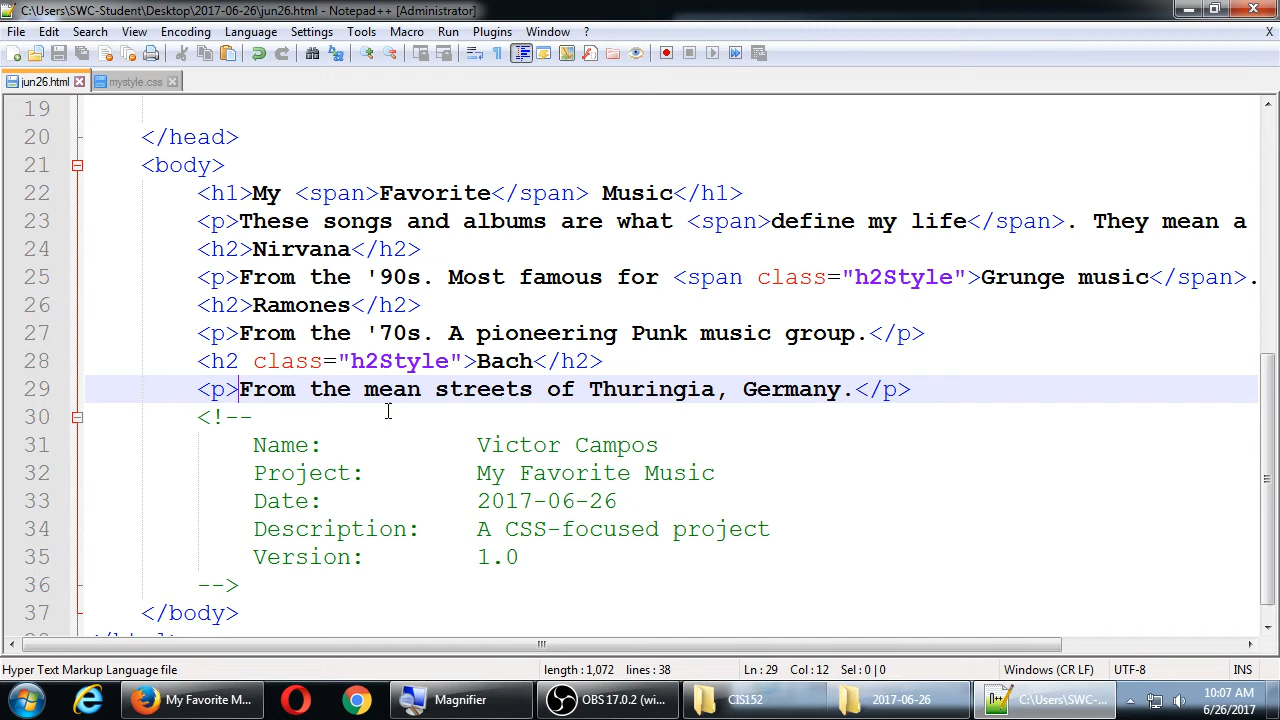 C:\Users\SWC-Student\Desktop\2017-06-26\jun26.html - Notepad++ [Administrator]
File Edit Search View Encoding Language Settings Tools Macro Run Plugins Window ? X
jun26.html mystyle.css
19
20 </head>
21 <body>
22 <h1>My <span>Favorite</span> Music</h1>
23 <p>These songs and albums are what <span>define my life</span>. They mean a
24 <h2>Nirvana</h2>
25 <p>From the '90s. Most famous for <span class="h2Style">Grunge music</span>.
26 <h2>Ramones</h2>
27 <p>From the '70s. A pioneering Punk music group.</p>
28 <h2 class="h2Style">Bach</h2>
29 <p>From the mean streets of Thuringia, Germany.</p>
30 <!--
31 Name: Victor Campos
32 Project: My Favorite Music
33 Date: 2017-06-26
34 Description: A CSS-focused project
35 Version: 1.0
36 -->
37 </body>
Hyper Text Markup Language file length : 1,072 lines : 38 Ln : 29 Col : 12 Sel : 0 | 0 Windows (CR LF) UTF-8 INS
My Favorite M... Magnifier OBS 17.0.2 (wi... CIS152 2017-06-26 C:\Users\SWC-... 10:07 AM
6/26/2017